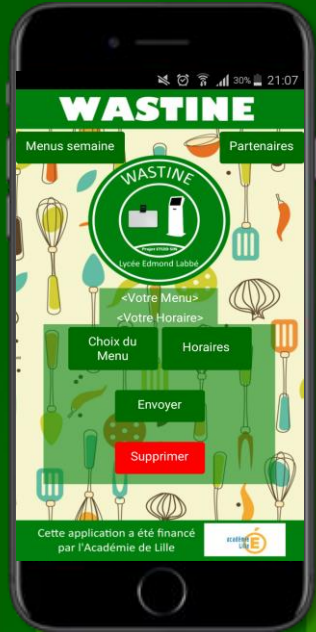 30% 21:07
WASTINE
Menus semaine
Partenaires
WASTINE
Projet STI2D SIN
Lycée Edmond Labbé
<Votre Menu>
<Votre Horaire>
Choix du
Menu
Horaires
Envoyer
Supprimer
Cette application a été financé
par l'Académie de Lille
académie
Lille